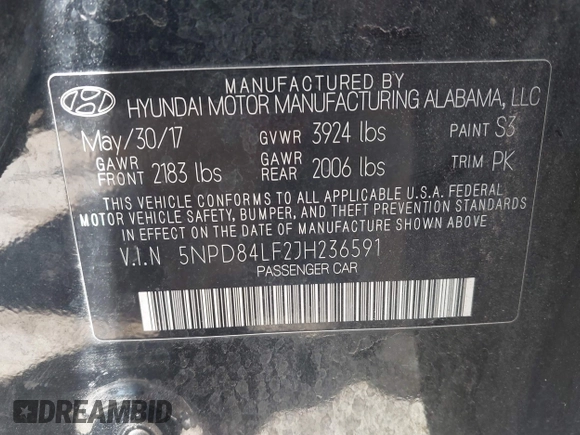 MANUFACTURED BY
HYUNDAI MOTOR MANUFACTURING ALABAMA, LLC
May/30/17 GVWR 3924 lbs PAINT S3
GAWR FRONT 2183 lbs GAWR REAR 2006 lbs TRIM PK
THIS VEHICLE CONFORMS TO ALL APPLICABLE U.S.A. FEDERAL
MOTOR VEHICLE SAFETY, BUMPER, AND THEFT PREVENTION STANDARDS
IN EFFECT ON THE DATE OF MANUFACTURE SHOWN ABOVE
V.I.N 5NPD84LF2JH236591
PASSENGER CAR
DREAMBID